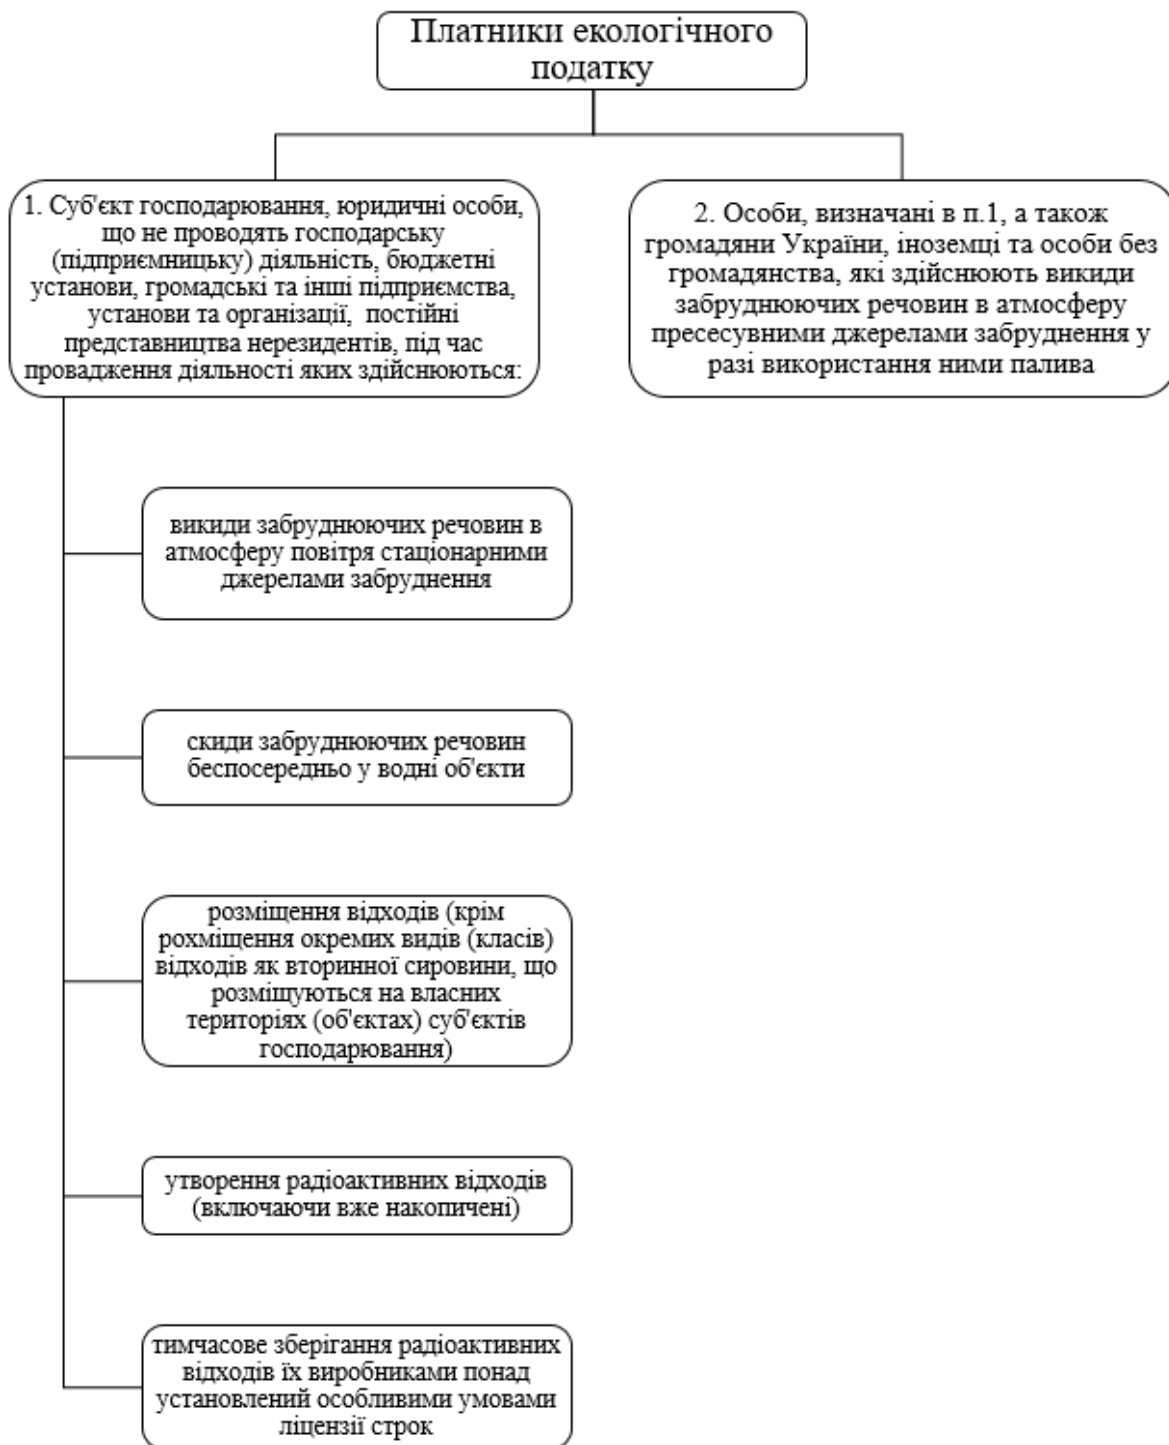 Платники екологічного
податку
1. Суб'єкт господарювання, юридичні особи,
що не проводять господарську
(підприємницьку) діяльність, бюджетні
установи, громадські та інші підприємства,
установи та організації, постійні
представництва нерезидентів, під час
провадження діяльності яких здійснюються:
2. Особи, визначані в п.1, а також
громадяни України, іноземці та особи без
громадянства, які здійснюють викиди
забруднюючих речовин в атмосферу
пресесувними джерелами забруднення у
разі використання ними палива
викиди забруднюючих речовин в
атмосферу повітря стаціонарними
джерелами забруднення
скиди забруднюючих речовин
беспосередньо у водні об'єкти
розміщення відходів (крім
рохміщення окремих видів (класів)
відходів як вторинної сировини, що
розміщуються на власних
територіях (об'єктах) суб'єктів
господарювання)
утворення радіоактивних відходів
(включаючи вже накопичені)
тимчасове зберігання радіоактивних
відходів їх виробниками понад
установлений особливими умовами
ліцензії строк